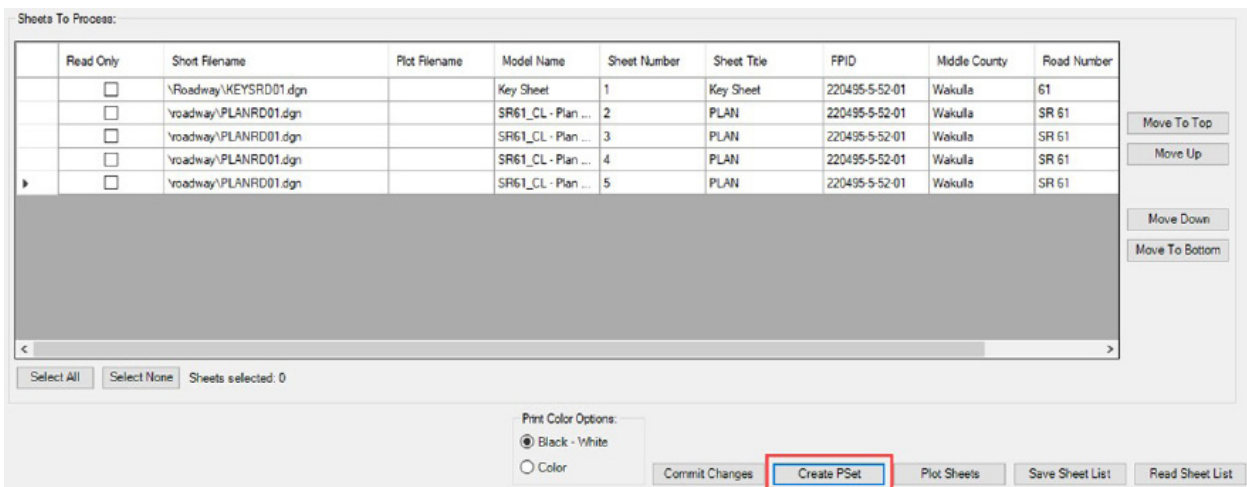 Sheets To Process:
Read Only Short Filename Plot Filename Model Name Sheet Number Sheet Title FPID Middle County Road Number
\Roadway\KEYSRD01.dgn Key Sheet 1 Key Sheet 220495-5-52-01 Wakulla 61
\roadway\PLANRD01.dgn SR61_CL - Plan ... 2 PLAN 220495-5-52-01 Wakulla SR 61
\roadway\PLANRD01.dgn SR61_CL - Plan ... 3 PLAN 220495-5-52-01 Wakulla SR 61
\roadway\PLANRD01.dgn SR61_CL - Plan ... 4 PLAN 220495-5-52-01 Wakulla SR 61
\roadway\PLANRD01.dgn SR61_CL - Plan ... 5 PLAN 220495-5-52-01 Wakulla SR 61
Move To Top
Move Up
Move Down
Move To Bottom
Select All Select None Sheets selected: 0
Print Color Options:
Black - White
Color
Commit Changes Create PSet Plot Sheets Save Sheet List Read Sheet List